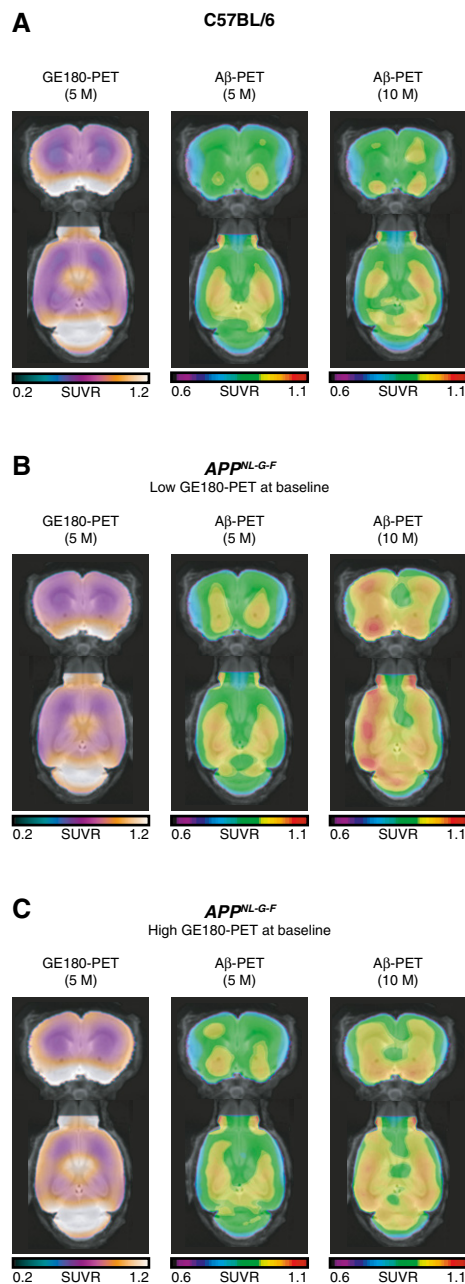 A
C57BL/6
GE180-PET Aβ-PET Aβ-PET
(5 M) (5 M) (10 M)
0.2 SUVR 1.2 0.6 SUVR 1.1 0.6 SUVR 1.1
B
APP^NL-G-F
Low GE180-PET at baseline
GE180-PET Aβ-PET Aβ-PET
(5 M) (5 M) (10 M)
0.2 SUVR 1.2 0.6 SUVR 1.1 0.6 SUVR 1.1
C
APP^NL-G-F
High GE180-PET at baseline
GE180-PET Aβ-PET Aβ-PET
(5 M) (5 M) (10 M)
0.2 SUVR 1.2 0.6 SUVR 1.1 0.6 SUVR 1.1